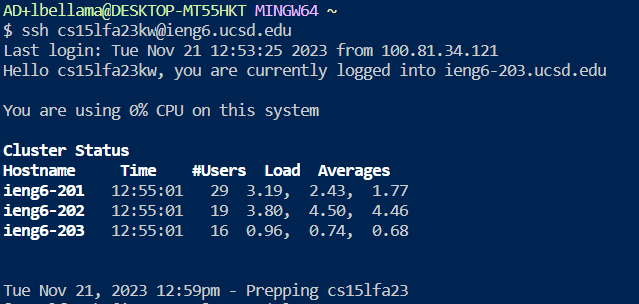 AD+lbellama@DESKTOP-MT55HKT MINGW64 ~
$ ssh cs15lfa23kw@ieng6.ucsd.edu
Last login: Tue Nov 21 12:53:25 2023 from 100.81.34.121
Hello cs15lfa23kw, you are currently logged into ieng6-203.ucsd.edu
You are using 0% CPU on this system
Cluster Status
Hostname Time #Users Load Averages
ieng6-201 12:55:01 29 3.19, 2.43, 1.77
ieng6-202 12:55:01 19 3.80, 4.50, 4.46
ieng6-203 12:55:01 16 0.96, 0.74, 0.68
Tue Nov 21, 2023 12:59pm - Prepping cs15lfa23